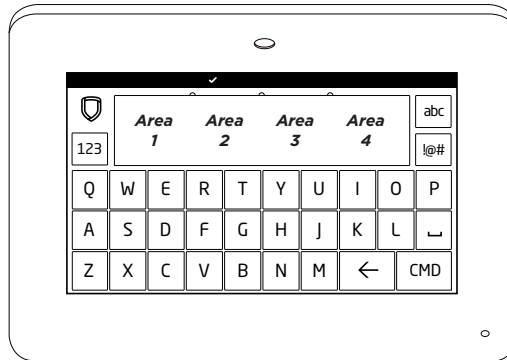 abc
Area Area Area Area
1 2 3 4
123 !@#
Q W E R T Y U I O P
A S D F G H J K L
Z X C V B N M ← CMD